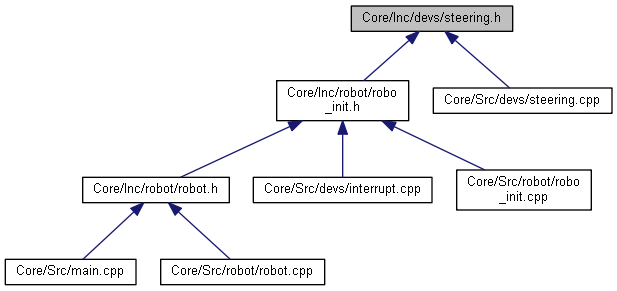 Core/Inc/devs/steering.h
Core/Inc/robot/robo
_init.h
Core/Src/devs/steering.cpp
Core/Inc/robot/robot.h
Core/Src/devs/interrupt.cpp
Core/Src/robot/robo
_init.cpp
Core/Src/main.cpp
Core/Src/robot/robot.cpp